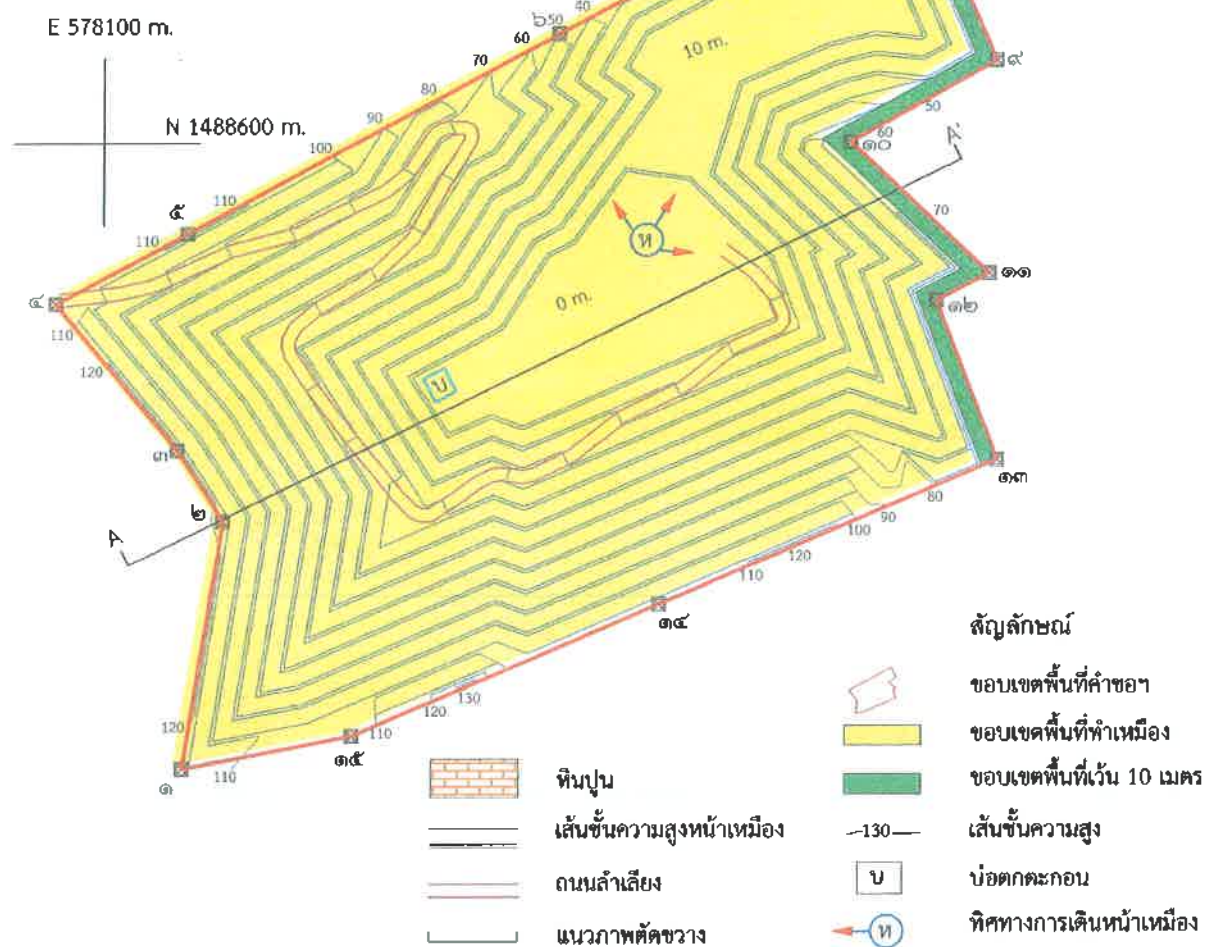 E 578100 m.
N 1488600 m.
๖
50
40
60
70
80
90
100
110
110
๕
๔
110
120
๓
๒
A
120
๑
110
๑๕
110
120
130
๑๔
110
120
100
90
80
๑๓
๑๒
๑๑
70
A'
60
๑๐
50
๙
10 m.
0 m.
ท
บ
สัญลักษณ์
ขอบเขตพื้นที่คำขอฯ
ขอบเขตพื้นที่ทำเหมือง
ขอบเขตพื้นที่เว้น 10 เมตร
130 เส้นชั้นความสูง
บ บ่อดักตะกอน
ท ทิศทางการเดินหน้าเหมือง
หินปูน
เส้นชั้นความสูงหน้าเหมือง
ถนนลำเลียง
แนวภาพตัดขวาง